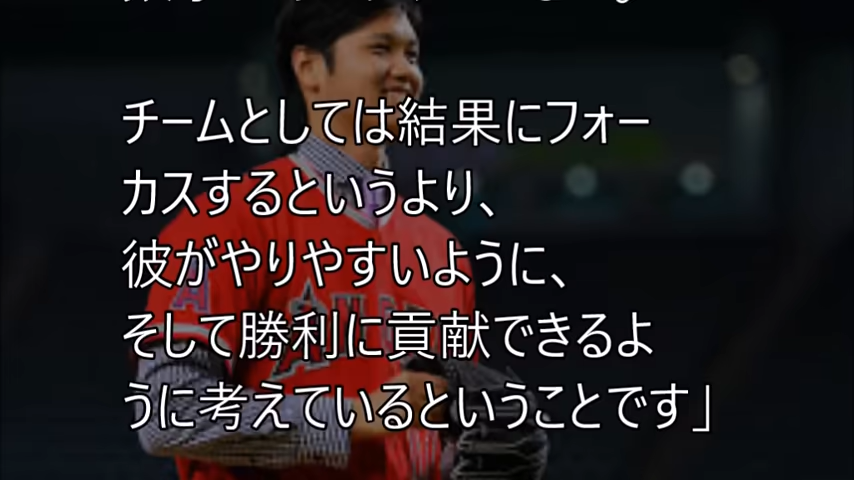 チームとしては結果にフォー
カスするというより、
彼がやりやすいように、
そして勝利に貢献できるよ
うに考えているということです」